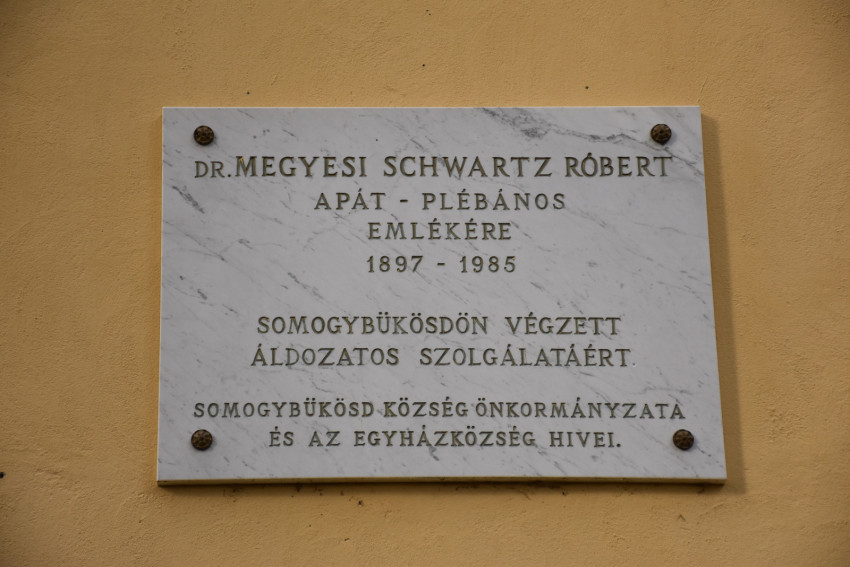 DR. MEGYESI SCHWARTZ RÓBERT
APÁT - PLÉBÁNOS
EMLÉKÉRE
1897 - 1985
SOMOGYBÜKÖSDÖN VÉGZETT
ÁLDOZATOS SZOLGÁLATÁÉRT.
SOMOGYBÜKÖSD KÖZSÉG ÖNKORMÁNYZATA
ÉS AZ EGYHÁZKÖZSÉG HIVEI.